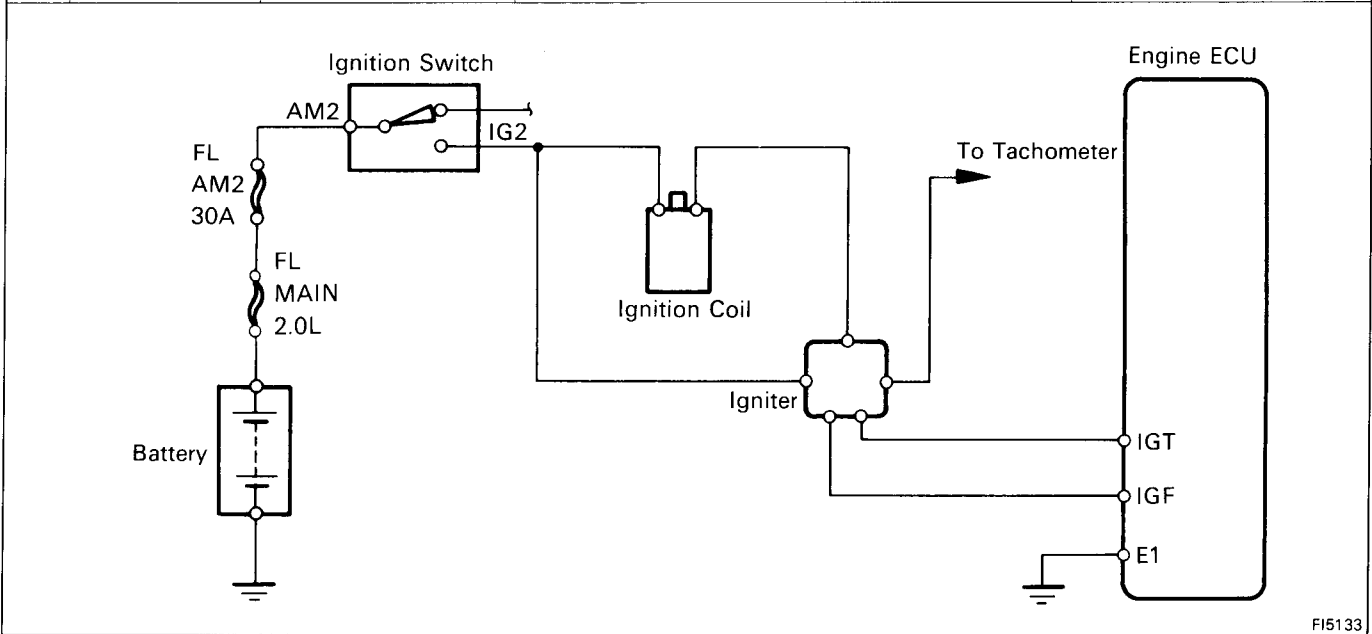 Engine ECU
Ignition Switch
AM2
IG2
FL
AM2
30A
To Tachometer
FL
MAIN
2.0L
Ignition Coil
Igniter
Battery
IGT
IGF
E1
FI5133